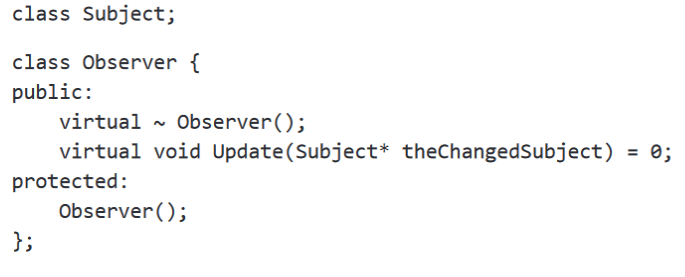 class Subject;
class Observer {
public:
    virtual ~ Observer();
    virtual void Update(Subject* theChangedSubject) = 0;
protected:
    Observer();
};